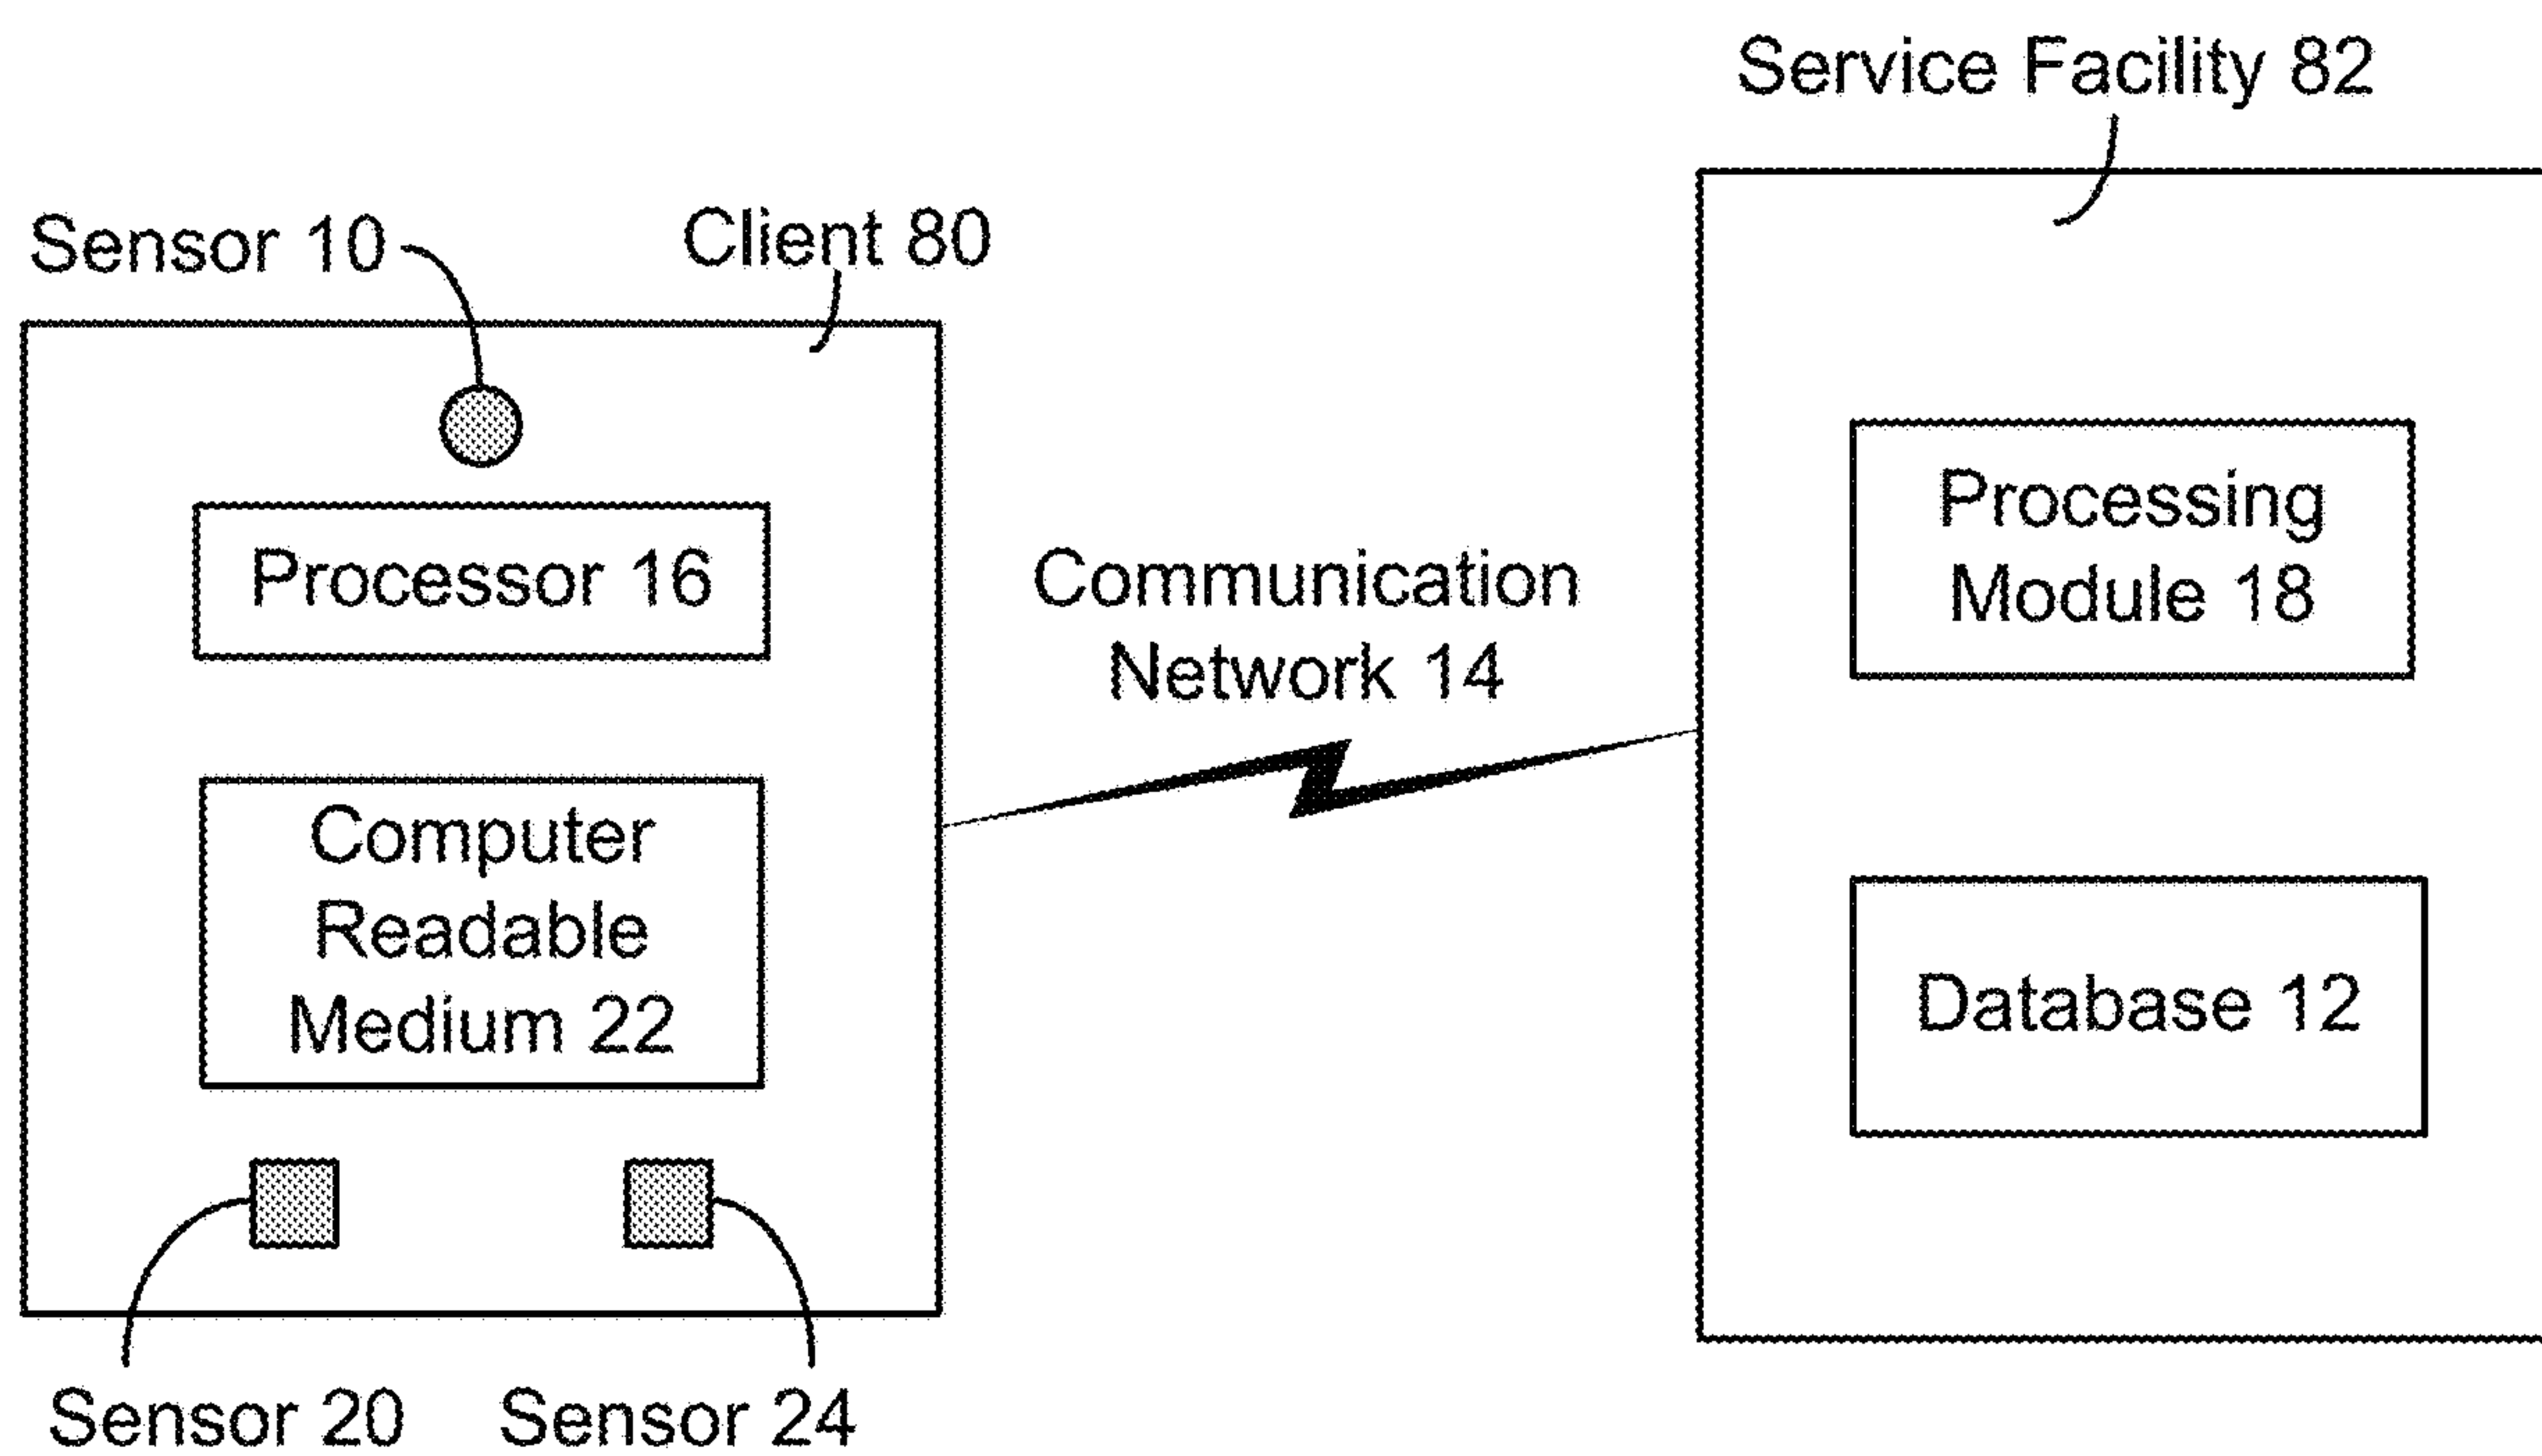 Service Facility 82
Sensor 10
Client 80
Processor 16
Computer
Readable
Medium 22
Sensor 20
Sensor 24
Communication
Network 14
Processing
Module 18
Database 12